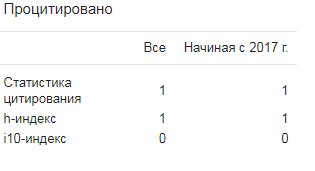 Процитировано
Все Начиная с 2017 г.
Статистика
цитирования 1 1
h-индекс 1 1
i10-индекс 0 0